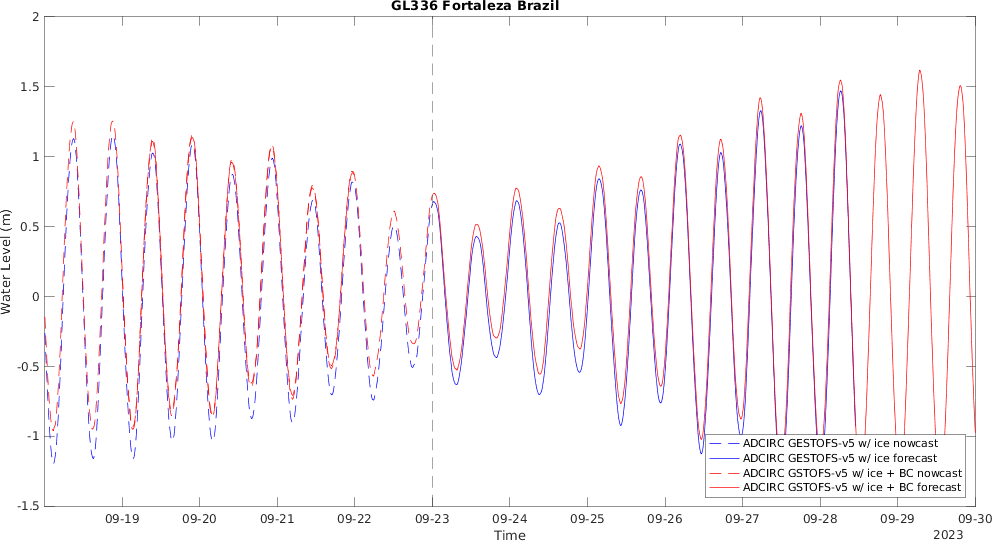 GL336 Fortaleza Brazil
2
1.5
1
0.5
0
-0.5
-1
-1.5
Water Level (m)
ADCIRC GESTOFS-v5 w/ ice nowcast
ADCIRC GESTOFS-v5 w/ ice forecast
ADCIRC GSTOFS-v5 w/ ice + BC nowcast
ADCIRC GSTOFS-v5 w/ ice + BC forecast
09-19 09-20 09-21 09-22 09-23 09-24 09-25 09-26 09-27 09-28 09-29 09-30
Time
2023